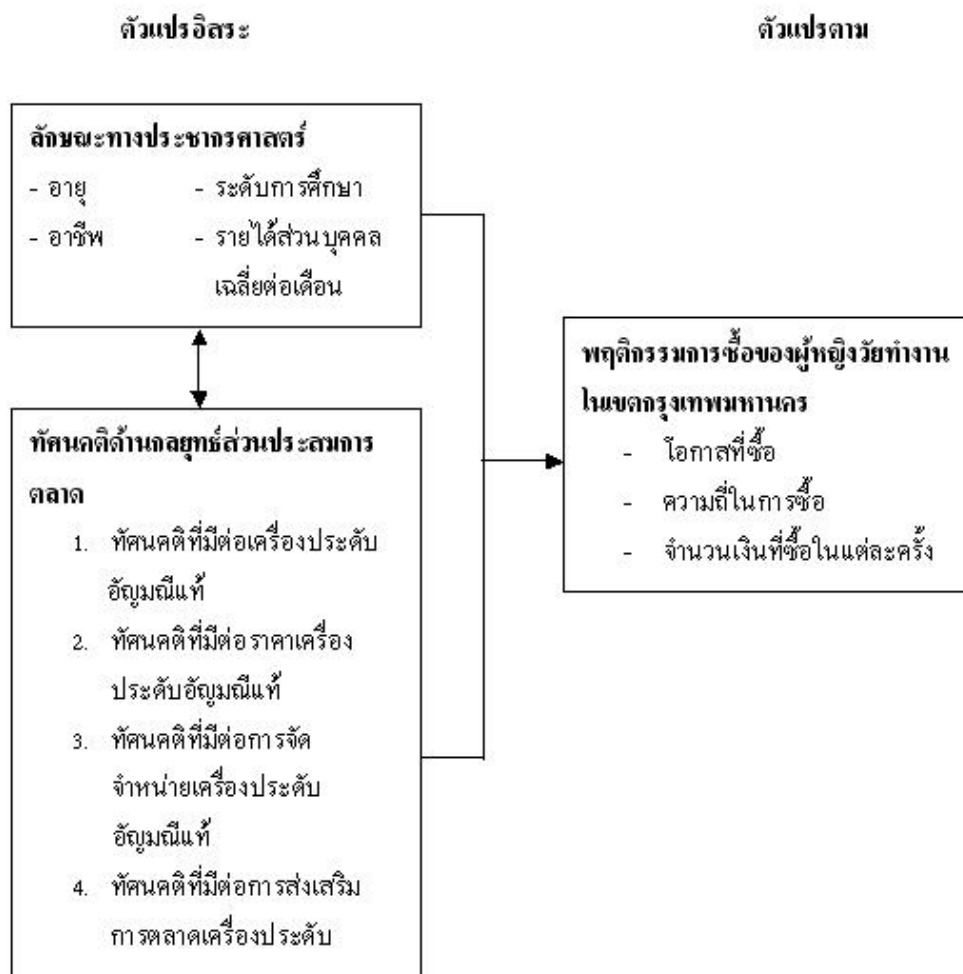 ตัวแปรอิสระ
ตัวแปรตาม
ลักษณะทางประชากรศาสตร์
- อายุ - ระดับการศึกษา
- อาชีพ - รายได้ส่วนบุคคล
เฉลี่ยต่อเดือน
ทัศนคติด้านกลยุทธ์ส่วนประสมการ
ตลาด
1. ทัศนคติที่มีต่อเครื่องประดับ
อัญมณีแท้
2. ทัศนคติที่มีต่อราคาเครื่อง
ประดับอัญมณีแท้
3. ทัศนคติที่มีต่อการจัด
จำหน่ายเครื่องประดับ
อัญมณีแท้
4. ทัศนคติที่มีต่อการส่งเสริม
การตลาดเครื่องประดับ
พฤติกรรมการซื้อของผู้หญิงวัยทำงาน
ในเขตกรุงเทพมหานคร
- โอกาสที่ซื้อ
- ความถี่ในการซื้อ
- จำนวนเงินที่ซื้อในแต่ละครั้ง